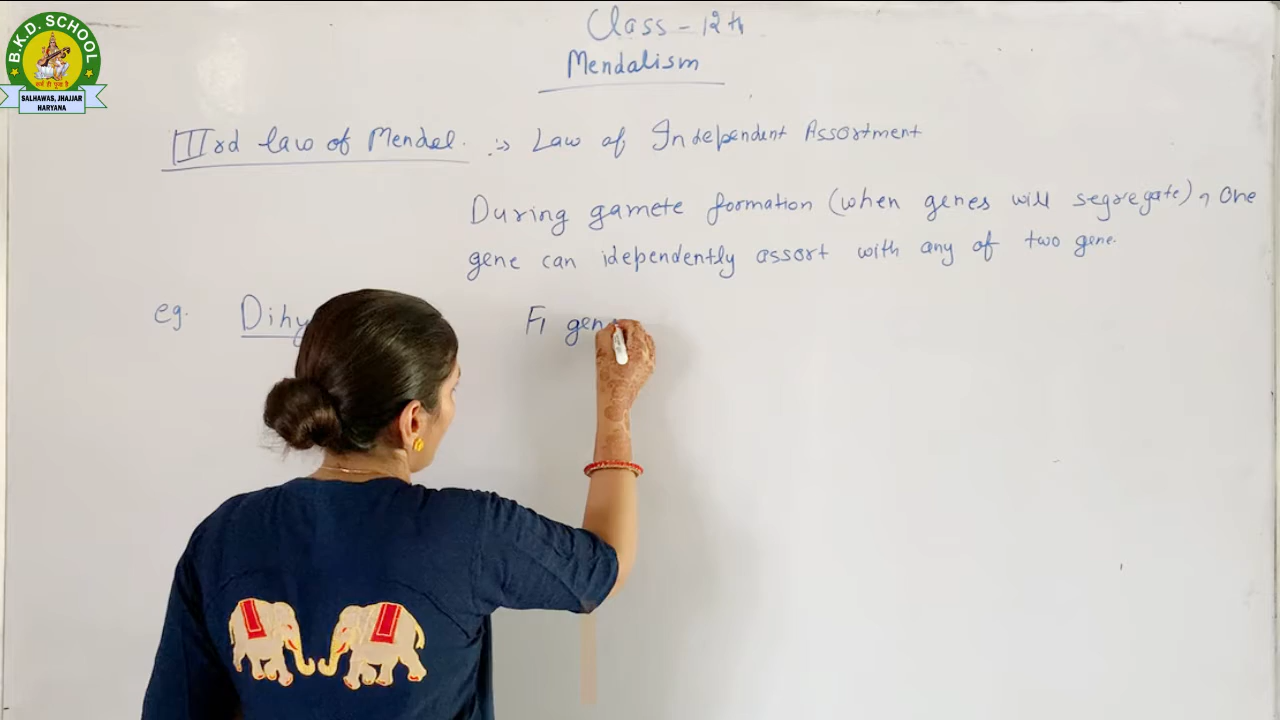 B.K.D. SCHOOL
SALHAWAS, JHAJJAR
HARYANA
Class - 12th
Mendalism
IIIrd law of Mendel. :→ Law of Independent Assortment
During gamete formation (when genes will segregate), one
gene can idependently assort with any of two gene.
eg. Dihy F1 gen